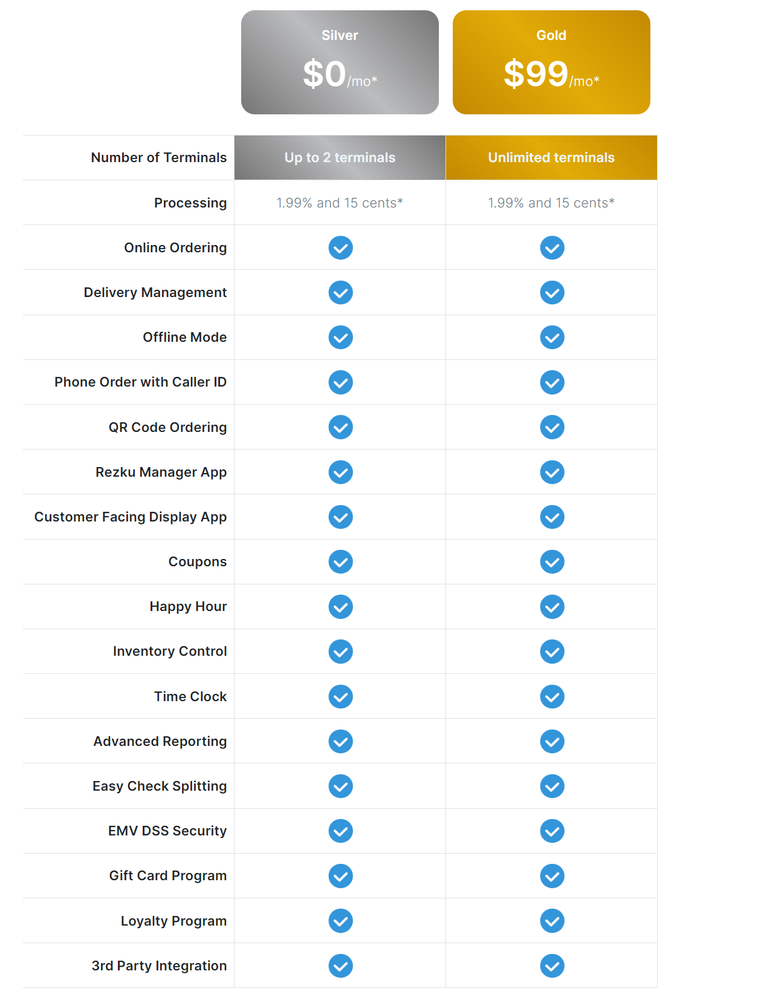 Silver
$0/mo*
Gold
$99/mo*
Number of Terminals Up to 2 terminals Unlimited terminals
Processing 1.99% and 15 cents* 1.99% and 15 cents*
Online Ordering
Delivery Management
Offline Mode
Phone Order with Caller ID
QR Code Ordering
Rezku Manager App
Customer Facing Display App
Coupons
Happy Hour
Inventory Control
Time Clock
Advanced Reporting
Easy Check Splitting
EMV DSS Security
Gift Card Program
Loyalty Program
3rd Party Integration